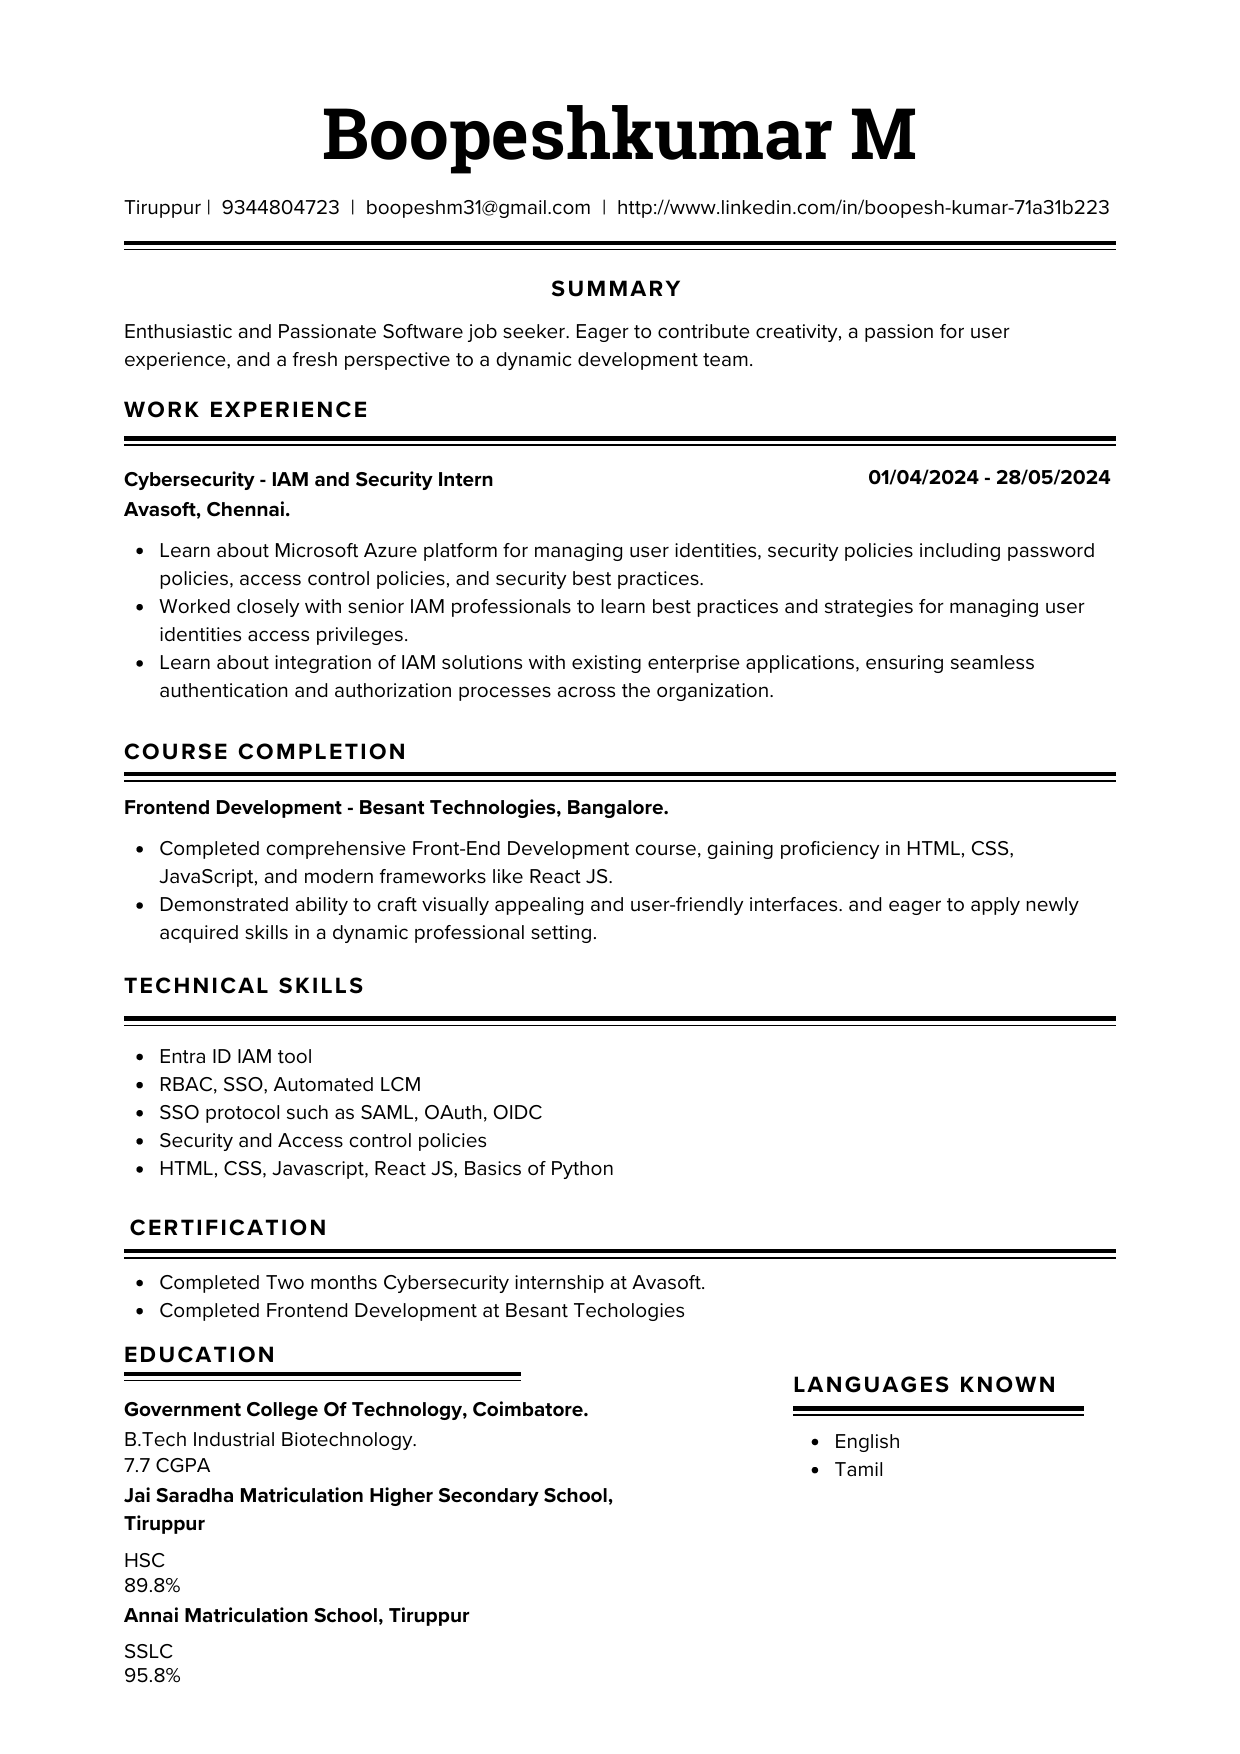 Boopeshkumar M
Tiruppur | 9344804723 | boopeshm31@gmail.com | http://www.linkedin.com/in/boopesh-kumar-71a31b223
SUMMARY
Enthusiastic and Passionate Software job seeker. Eager to contribute creativity, a passion for user
experience, and a fresh perspective to a dynamic development team.
WORK EXPERIENCE
Cybersecurity - IAM and Security Intern 01/04/2024 - 28/05/2024
Avasoft, Chennai.
• Learn about Microsoft Azure platform for managing user identities, security policies including password
policies, access control policies, and security best practices.
• Worked closely with senior IAM professionals to learn best practices and strategies for managing user
identities access privileges.
• Learn about integration of IAM solutions with existing enterprise applications, ensuring seamless
authentication and authorization processes across the organization.
COURSE COMPLETION
Frontend Development - Besant Technologies, Bangalore.
• Completed comprehensive Front-End Development course, gaining proficiency in HTML, CSS,
JavaScript, and modern frameworks like React JS.
• Demonstrated ability to craft visually appealing and user-friendly interfaces. and eager to apply newly
acquired skills in a dynamic professional setting.
TECHNICAL SKILLS
• Entra ID IAM tool
• RBAC, SSO, Automated LCM
• SSO protocol such as SAML, OAuth, OIDC
• Security and Access control policies
• HTML, CSS, Javascript, React JS, Basics of Python
CERTIFICATION
• Completed Two months Cybersecurity internship at Avasoft.
• Completed Frontend Development at Besant Techologies
EDUCATION
Government College Of Technology, Coimbatore.
B.Tech Industrial Biotechnology.
7.7 CGPA
Jai Saradha Matriculation Higher Secondary School,
Tiruppur
HSC
89.8%
Annai Matriculation School, Tiruppur
SSLC
95.8%
LANGUAGES KNOWN
• English
• Tamil